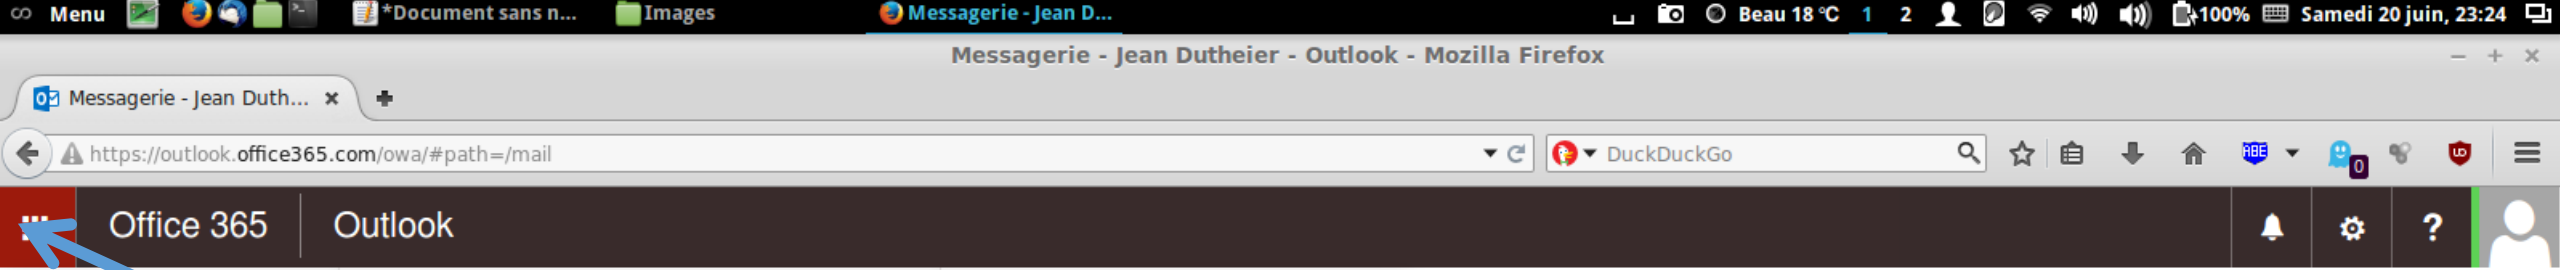 Menu *Document sans n... Images Messagerie - Jean D... Beau 18 °C 1 2 100% Samedi 20 juin, 23:24
Messagerie - Jean Dutheier - Outlook - Mozilla Firefox
Messagerie - Jean Duth...
https://outlook.office365.com/owa/#path=/mail DuckDuckGo ABE 0
Office 365 Outlook ?